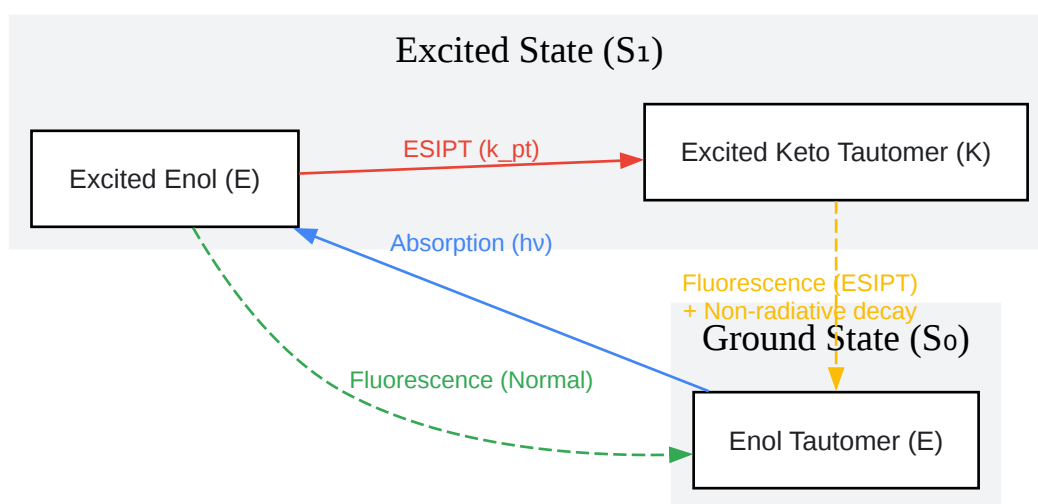 Excited State (S₁)
ESIPT (k_pt)
Excited Keto Tautomer (K)
Excited Enol (E)
Absorption (hν)
Fluorescence (ESIPT)
+ Non-radiative decay
Ground State (S₀)
Fluorescence (Normal)
Enol Tautomer (E)